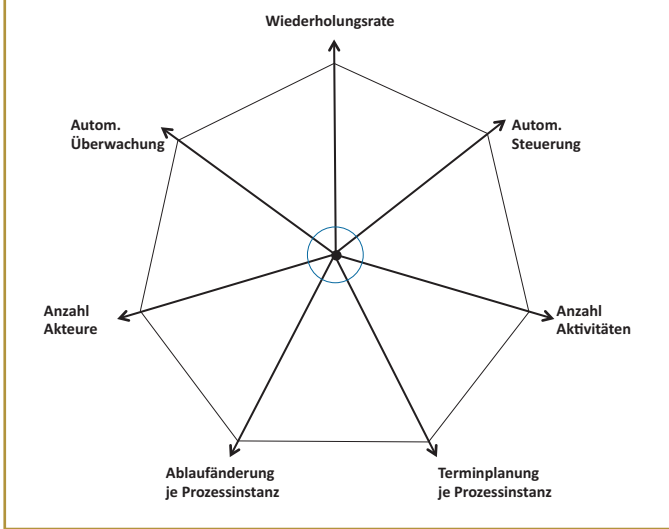 Wiederholungsrate
Autom.
Überwachung
Autom.
Steuerung
Anzahl
Akteure
Anzahl
Aktivitäten
Ablaufänderung
je Prozessinstanz
Terminplanung
je Prozessinstanz